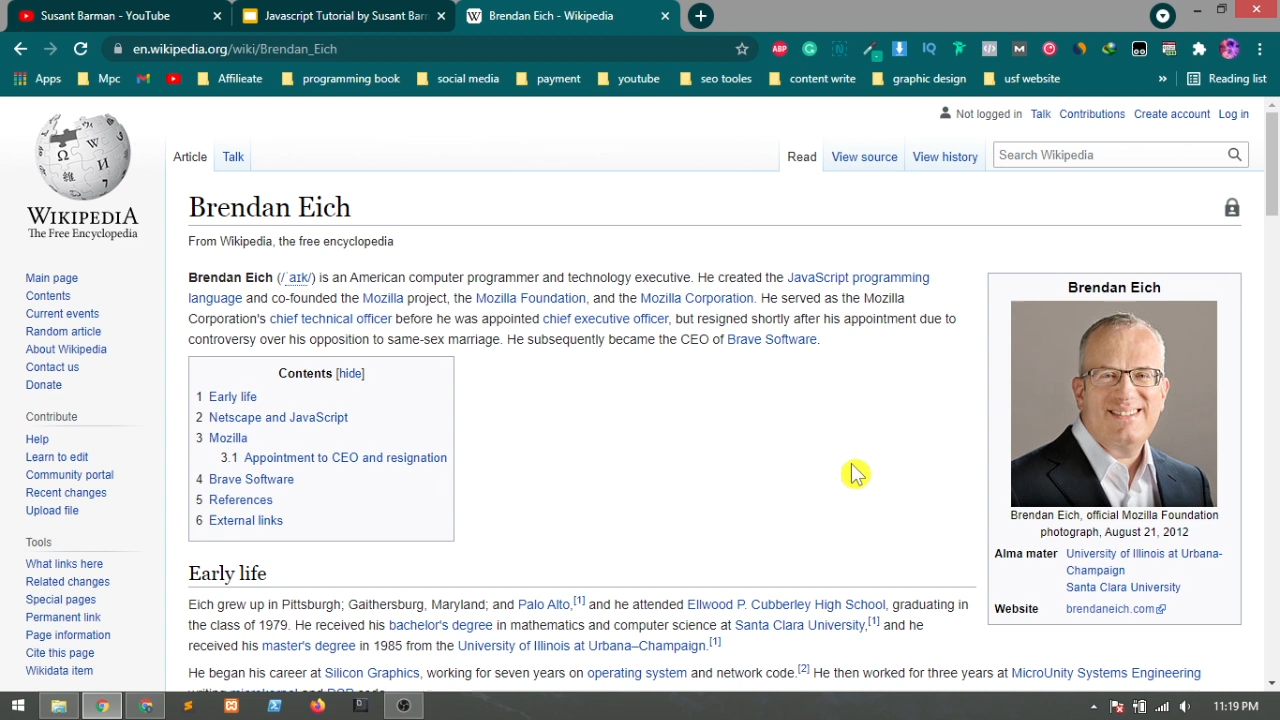 Susant Barman - YouTube
Javascript Tutorial by Susant Barm
Brendan Eich - Wikipedia
en.wikipedia.org/wiki/Brendan_Eich
ABP
IQ
M
Apps
Mpc
Affilieate
programming book
social media
payment
youtube
seo tooles
content write
graphic design
usf website
»
Reading list
Not logged in Talk Contributions Create account Log in
Article Talk
Read View source View history
Search Wikipedia
WIKIPEDIA
The Free Encyclopedia
Main page
Contents
Current events
Random article
About Wikipedia
Contact us
Donate
Contribute
Help
Learn to edit
Community portal
Recent changes
Upload file
Tools
What links here
Related changes
Special pages
Permanent link
Page information
Cite this page
Wikidata item
Brendan Eich
From Wikipedia, the free encyclopedia
Brendan Eich (/ˈaɪk/) is an American computer programmer and technology executive. He created the JavaScript programming
language and co-founded the Mozilla project, the Mozilla Foundation, and the Mozilla Corporation. He served as the Mozilla
Corporation's chief technical officer before he was appointed chief executive officer, but resigned shortly after his appointment due to
controversy over his opposition to same-sex marriage. He subsequently became the CEO of Brave Software.
Contents [hide]
1 Early life
2 Netscape and JavaScript
3 Mozilla
3.1 Appointment to CEO and resignation
4 Brave Software
5 References
6 External links
Brendan Eich
Brendan Eich, official Mozilla Foundation
photograph, August 21, 2012
Alma mater University of Illinois at Urbana-
Champaign
Santa Clara University
Website brendaneich.com
Early life
Eich grew up in Pittsburgh; Gaithersburg, Maryland; and Palo Alto,[1] and he attended Ellwood P. Cubberley High School, graduating in
the class of 1979. He received his bachelor's degree in mathematics and computer science at Santa Clara University,[1] and he
received his master's degree in 1985 from the University of Illinois at Urbana–Champaign.[1]
He began his career at Silicon Graphics, working for seven years on operating system and network code.[2] He then worked for three years at MicroUnity Systems Engineering
writing microkernel and DSP code.
11:19 PM